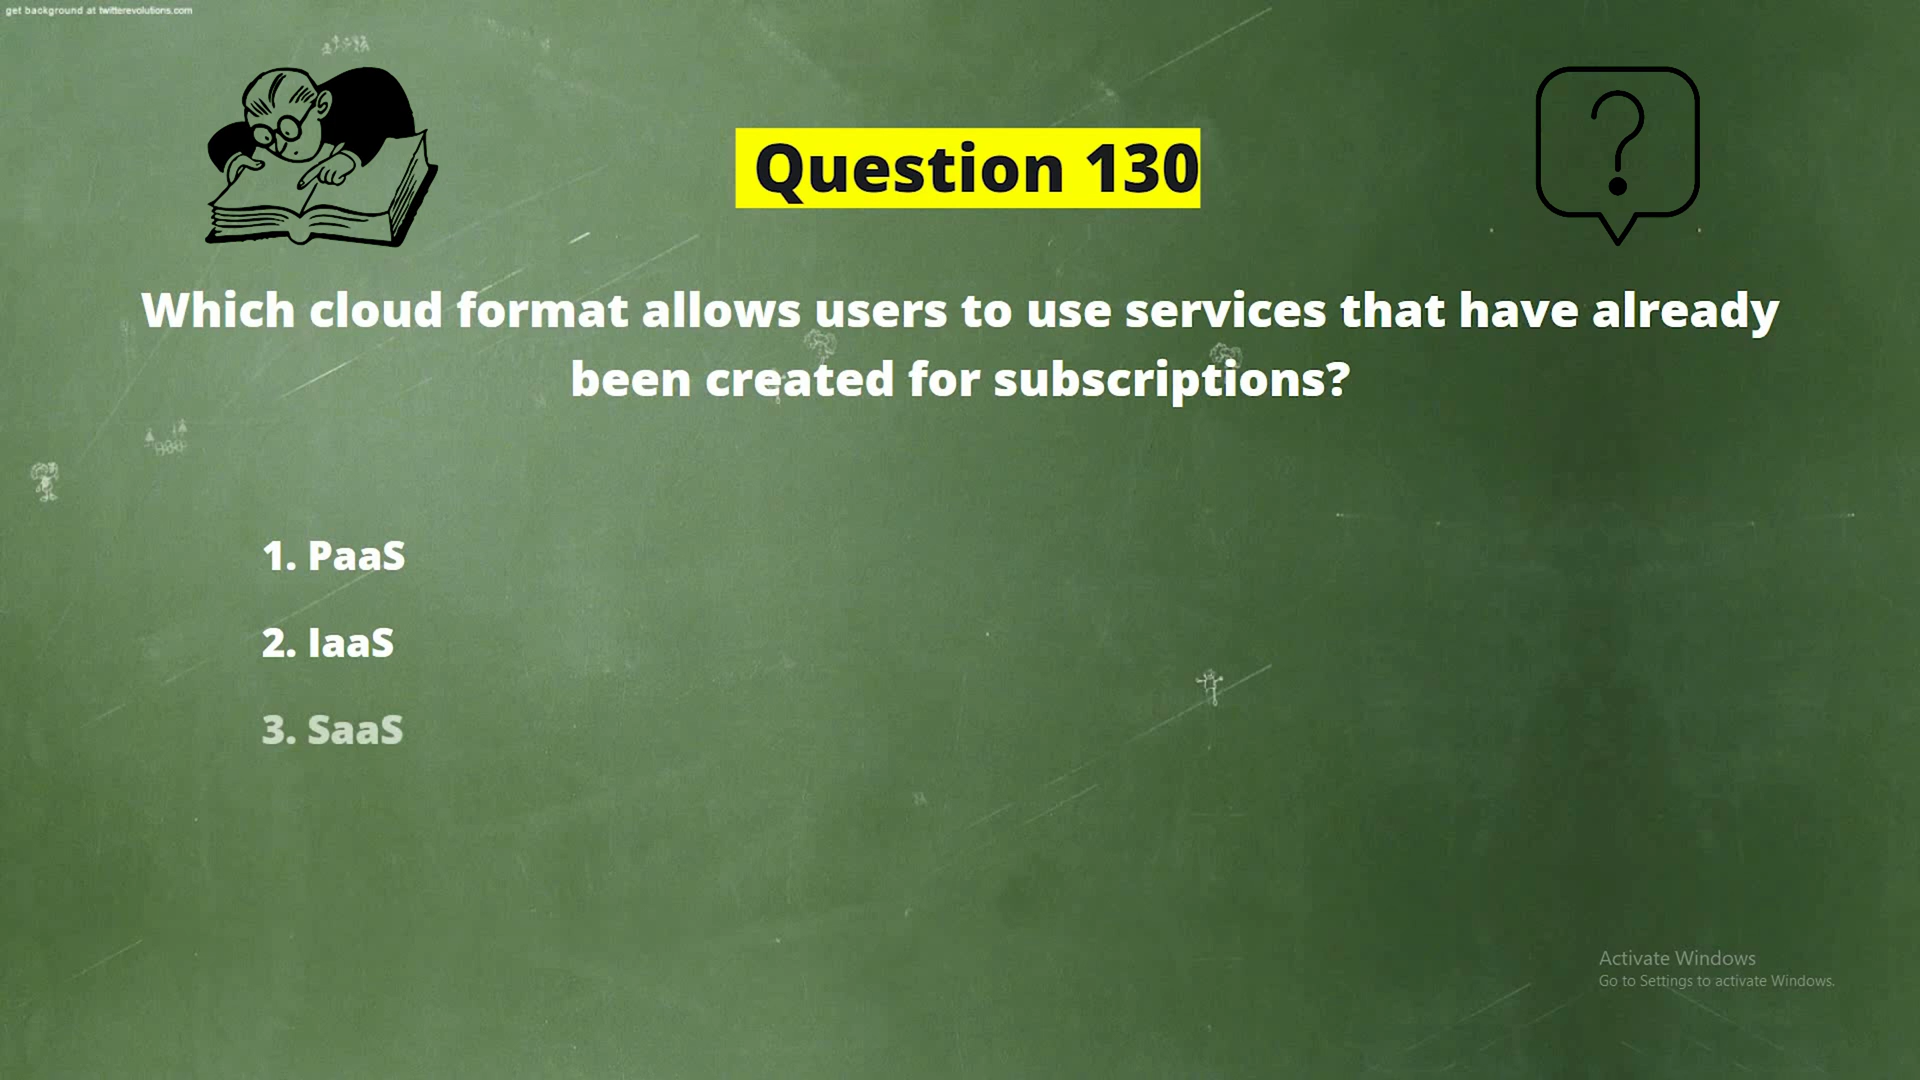 get background at twitterevolutions.com
Question 130
Which cloud format allows users to use services that have already
been created for subscriptions?
1. PaaS
2. IaaS
3. SaaS
Activate Windows
Go to Settings to activate Windows.